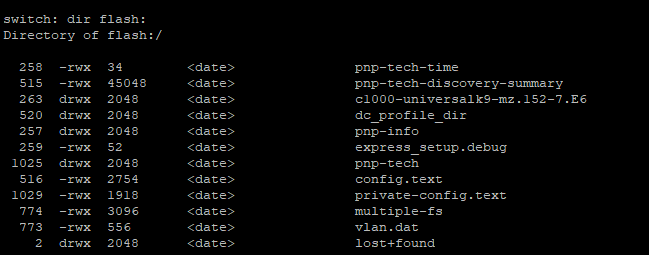 switch: dir flash:
Directory of flash:/
258 -rwx 34 <date> pnp-tech-time
515 -rwx 45048 <date> pnp-tech-discovery-summary
263 drwx 2048 <date> c1000-universalk9-mz.152-7.E6
520 drwx 2048 <date> dc_profile_dir
257 drwx 2048 <date> pnp-info
259 -rwx 52 <date> express_setup.debug
1025 drwx 2048 <date> pnp-tech
516 -rwx 2754 <date> config.text
1029 -rwx 1918 <date> private-config.text
774 -rwx 3096 <date> multiple-fs
773 -rwx 556 <date> vlan.dat
2 drwx 2048 <date> lost+found